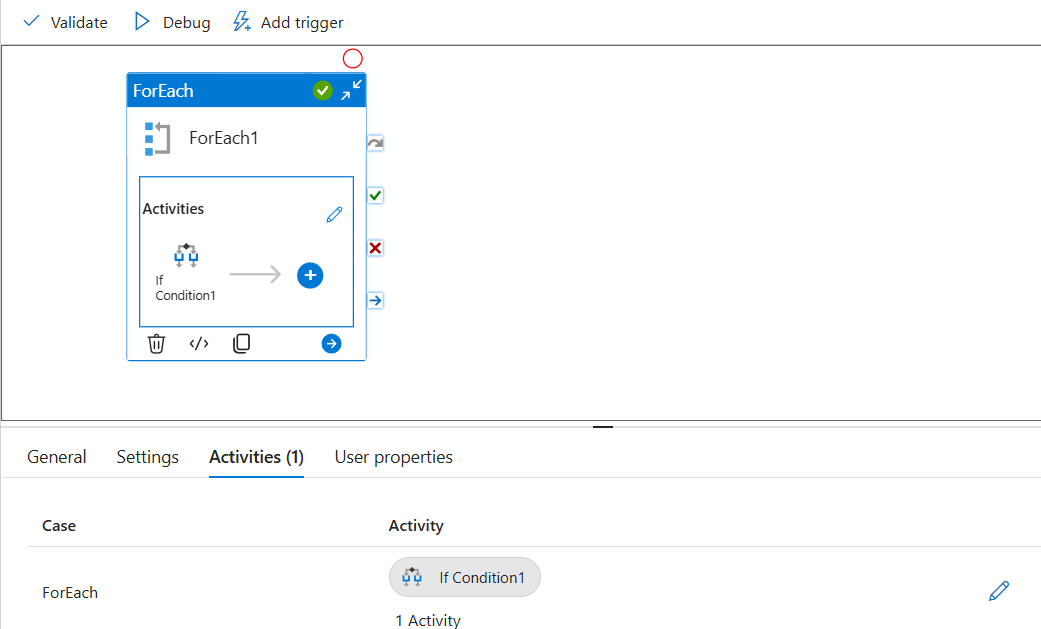 Validate Debug Add trigger
ForEach
ForEach1
Activities
If
Condition1
General Settings Activities (1) User properties
Case Activity
If Condition1
ForEach
1 Activity